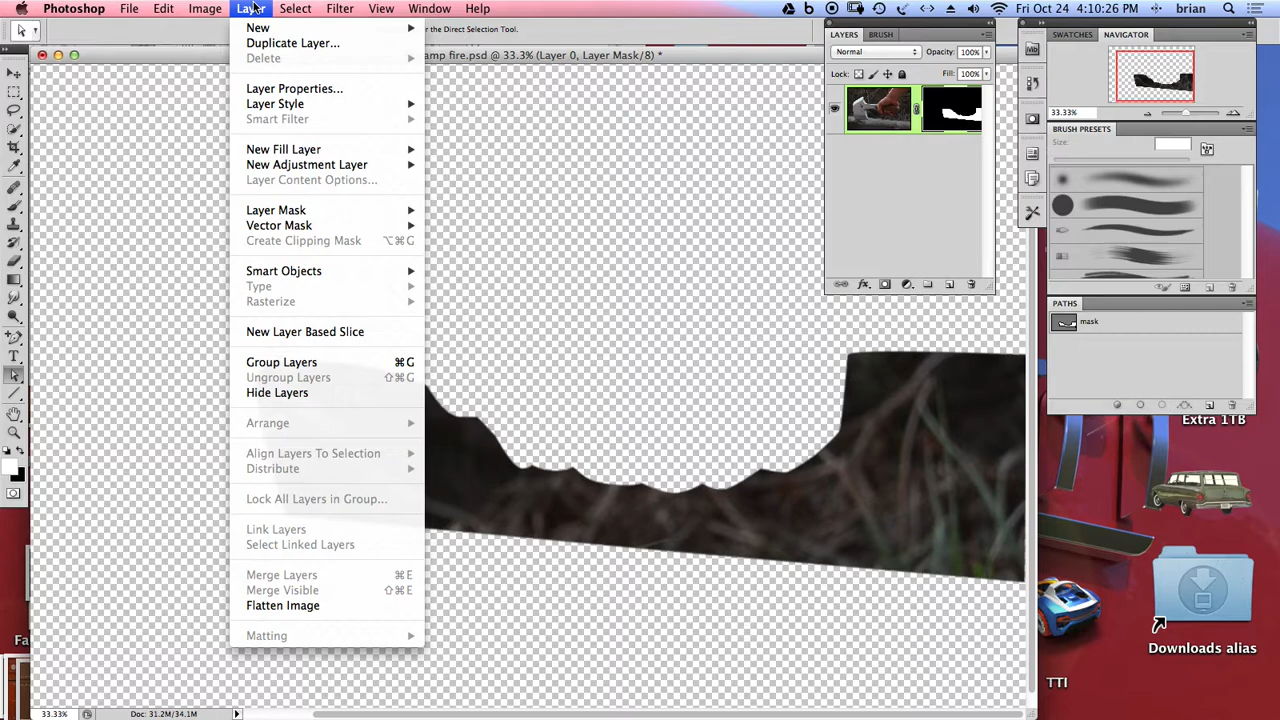 Photoshop File Edit Image Layer Select Filter View Window Help
Fri Oct 24 4:10:26 PM brian
r the Direct Selection Tool.
amp fire.psd @ 33.3% (Layer 0, Layer Mask/8) *
New
Duplicate Layer...
Delete
Layer Properties...
Layer Style
Smart Filter
New Fill Layer
New Adjustment Layer
Layer Content Options...
Layer Mask
Vector Mask
Create Clipping Mask ⌥⌘G
Smart Objects
Type
Rasterize
New Layer Based Slice
Group Layers ⌘G
Ungroup Layers ⇧⌘G
Hide Layers
Arrange
Align Layers To Selection
Distribute
Lock All Layers in Group...
Link Layers
Select Linked Layers
Merge Layers ⌘E
Merge Visible ⇧⌘E
Flatten Image
Matting
LAYERS BRUSH
Normal Opacity: 100%
Lock: Fill: 100%
SWATCHES NAVIGATOR
33.33%
BRUSH PRESETS
Size:
PATHS
mask
Extra 1TB
Downloads alias
TTI
Fa
33.33% Doc: 31.2M/34.1M